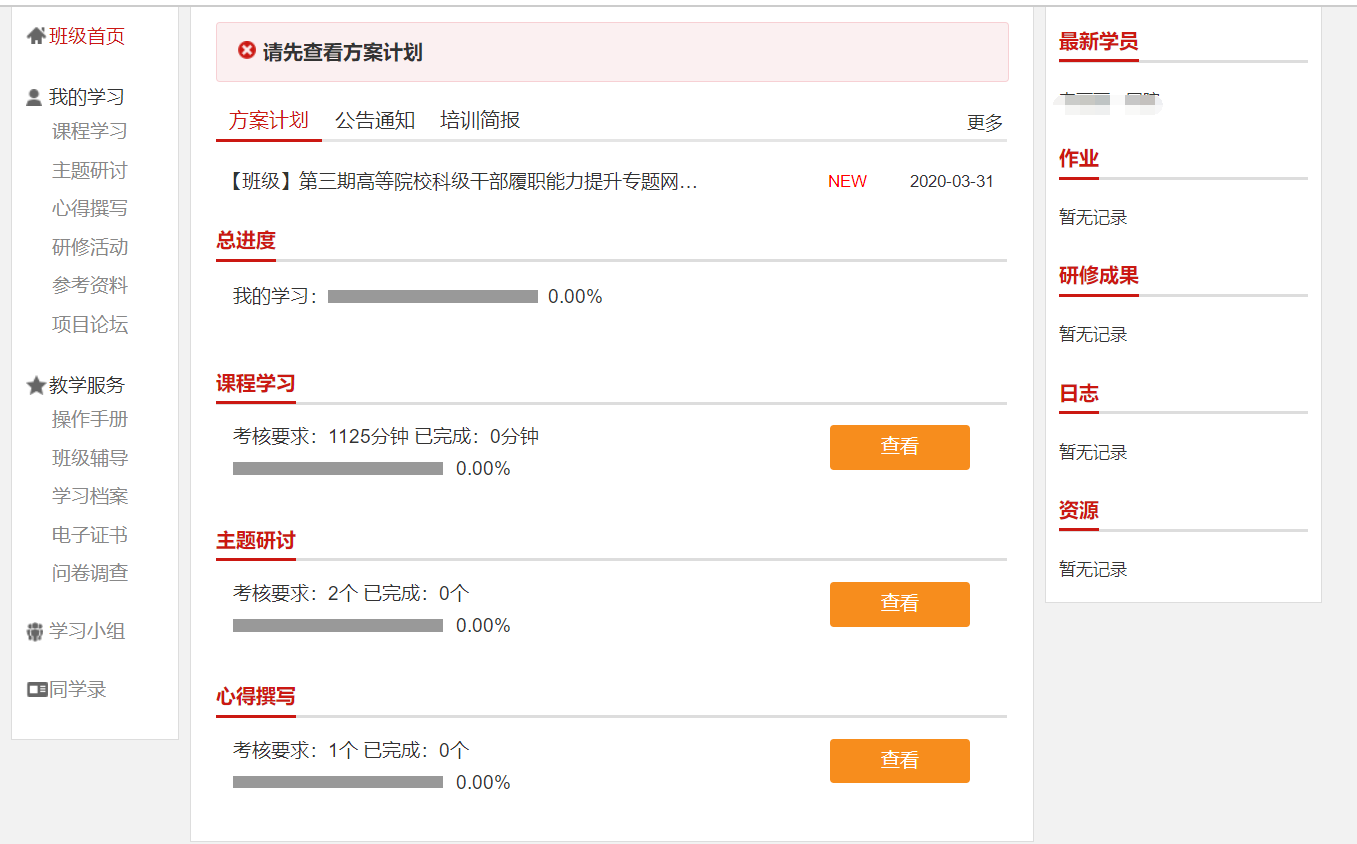 班级首页
我的学习
课程学习
主题研讨
心得撰写
研修活动
参考资料
项目论坛
教学服务
操作手册
班级辅导
学习档案
电子证书
问卷调查
学习小组
同学录
请先查看方案计划
方案计划 公告通知 培训简报 更多
【班级】第三期高等院校科级干部履职能力提升专题网... NEW 2020-03-31
总进度
我的学习：0.00%
课程学习
考核要求：1125分钟 已完成：0分钟 查看
0.00%
主题研讨
考核要求：2个 已完成：0个 查看
0.00%
心得撰写
考核要求：1个 已完成：0个 查看
0.00%
最新学员
作业
暂无记录
研修成果
暂无记录
日志
暂无记录
资源
暂无记录